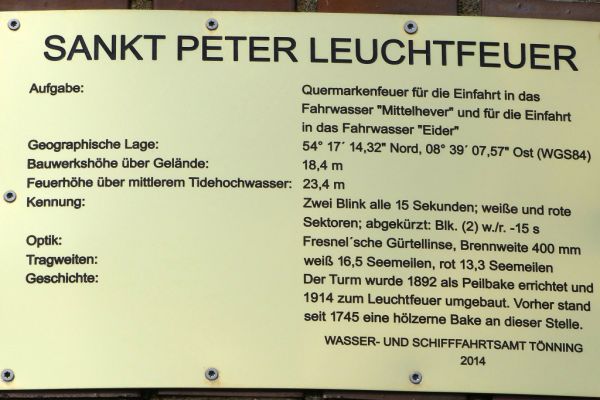 SANKT PETER LEUCHTFEUER
Aufgabe: Quermarkenfeuer für die Einfahrt in das
Fahrwasser "Mittelhever" und für die Einfahrt
in das Fahrwasser "Eider"
Geographische Lage: 54° 17´ 14,32" Nord, 08° 39´ 07,57" Ost (WGS84)
Bauwerkshöhe über Gelände: 18,4 m
Feuerhöhe über mittlerem Tidehochwasser: 23,4 m
Kennung: Zwei Blink alle 15 Sekunden; weiße und rote
Sektoren; abgekürzt: Blk. (2) w./r. -15 s
Optik: Fresnel´sche Gürtellinse, Brennweite 400 mm
Tragweiten: weiß 16,5 Seemeilen, rot 13,3 Seemeilen
Geschichte: Der Turm wurde 1892 als Peilbake errichtet und
1914 zum Leuchtfeuer umgebaut. Vorher stand
seit 1745 eine hölzerne Bake an dieser Stelle.
WASSER- UND SCHIFFFAHRTSAMT TÖNNING
2014